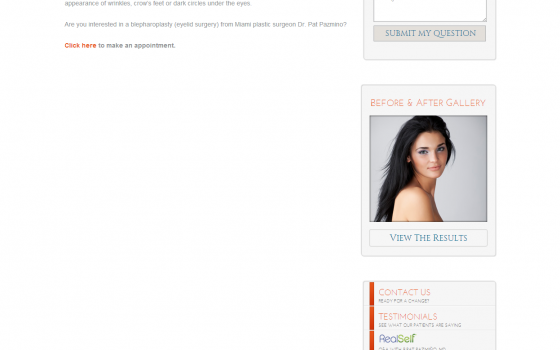 appearance of wrinkles, crow's feet or dark circles under the eyes.
Are you interested in a blepharoplasty (eyelid surgery) from Miami plastic surgeon Dr. Pat Pazmino?
Click here to make an appointment.
SUBMIT MY QUESTION
BEFORE & AFTER GALLERY
VIEW THE RESULTS
CONTACT US
READY FOR A CHANGE?
TESTIMONIALS
SEE WHAT OUR PATIENTS ARE SAYING
RealSelf